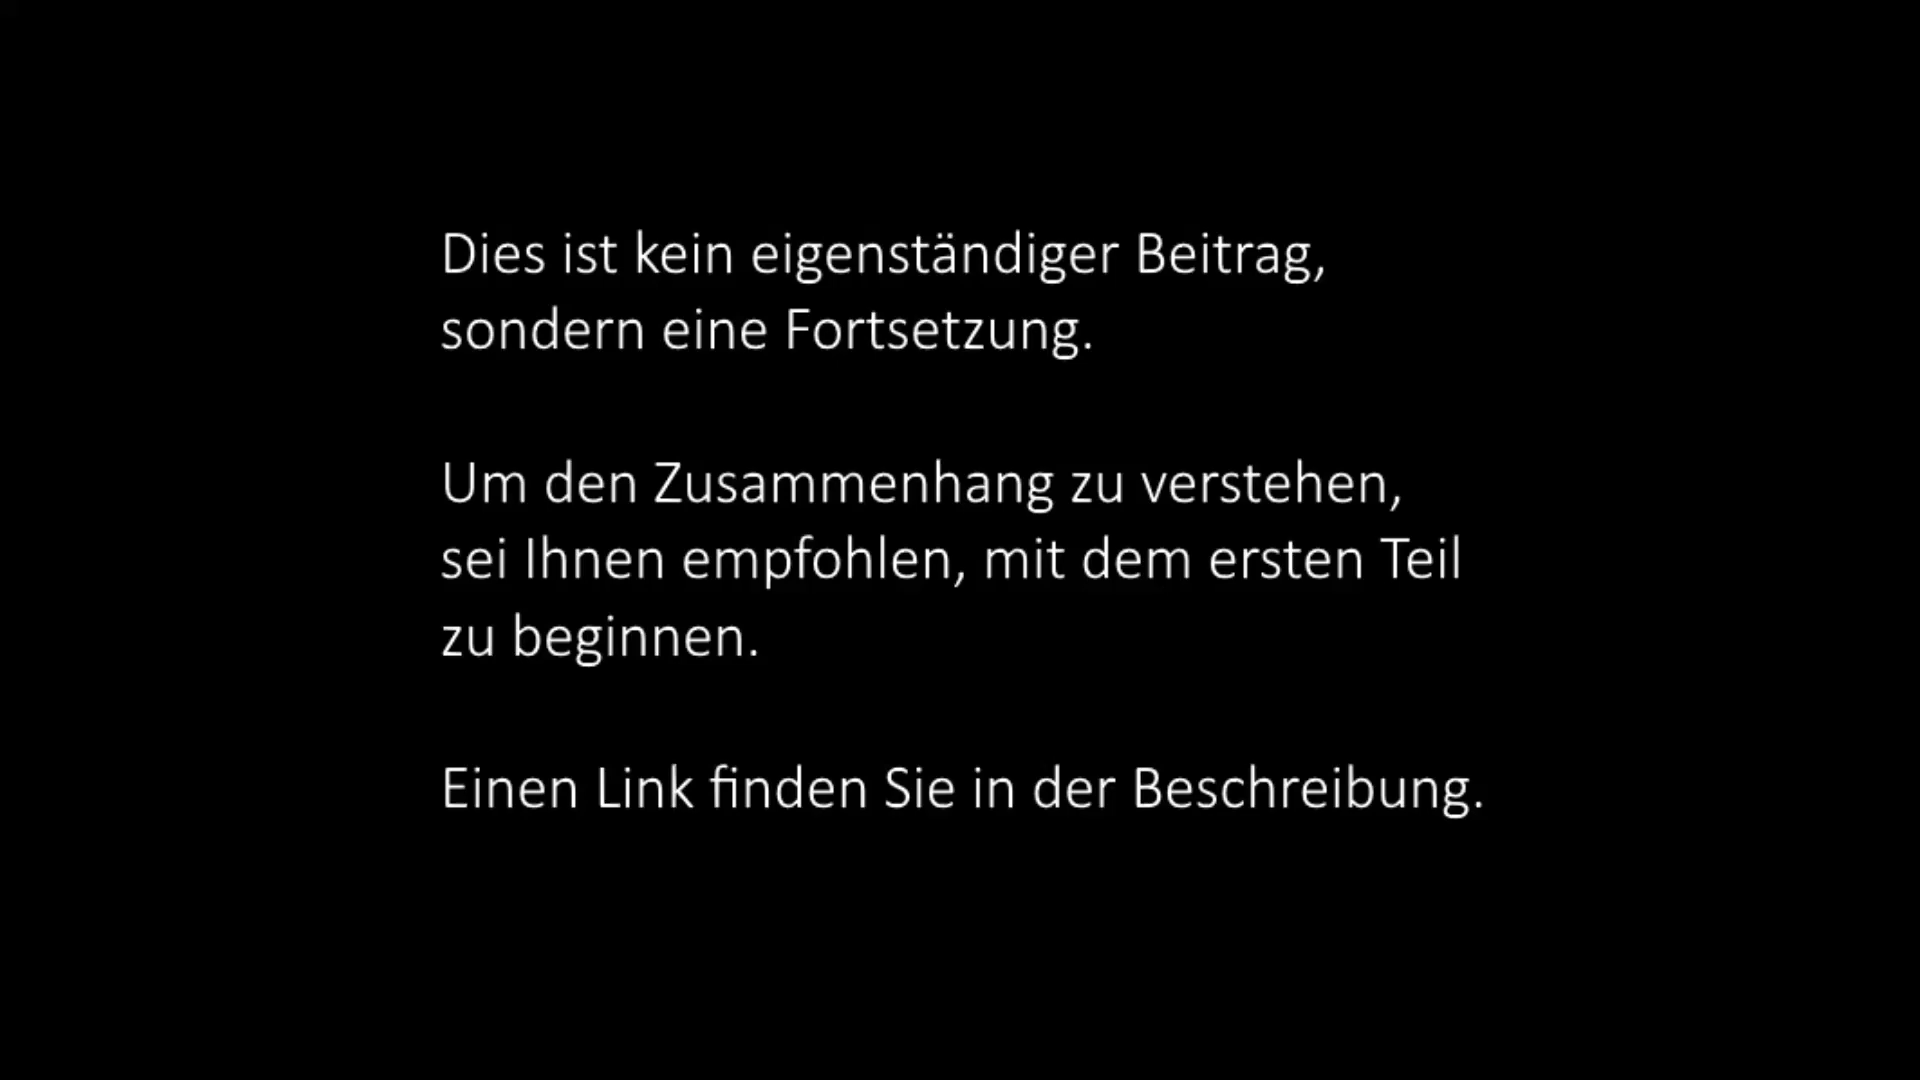 Dies ist kein eigenständiger Beitrag,
sondern eine Fortsetzung.
Um den Zusammenhang zu verstehen,
sei Ihnen empfohlen, mit dem ersten Teil
zu beginnen.
Einen Link finden Sie in der Beschreibung.